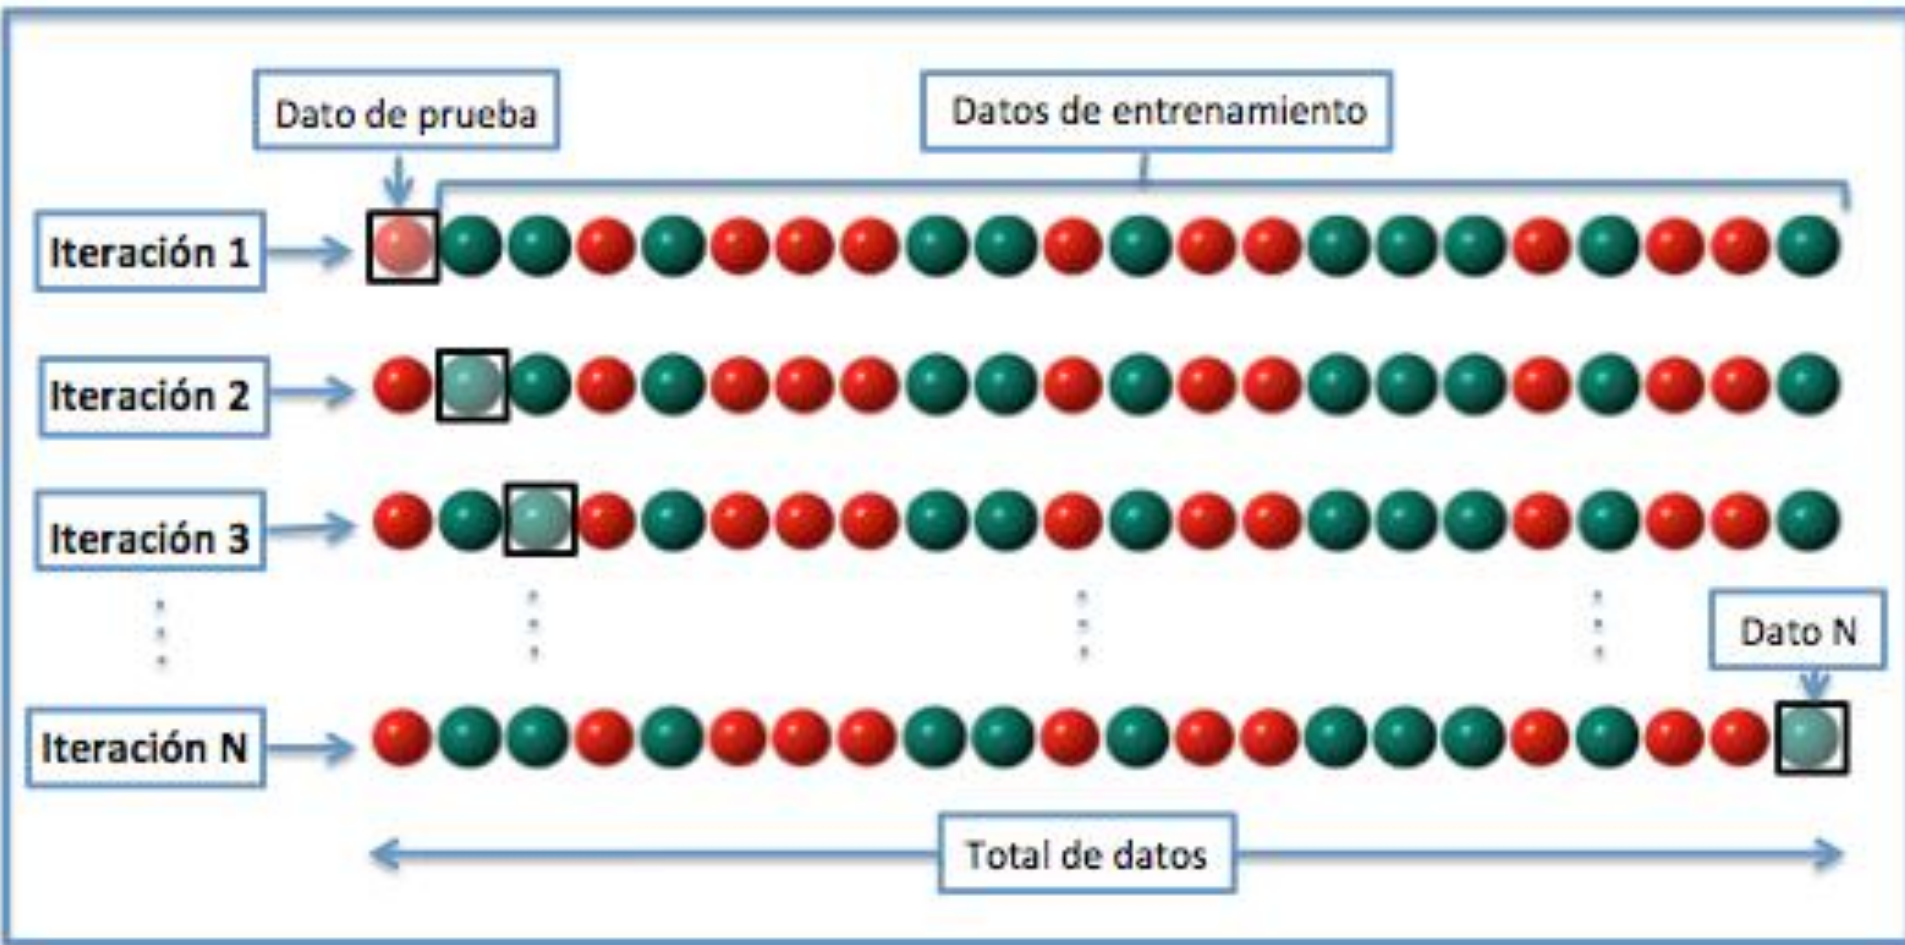 Dato de prueba
Datos de entrenamiento
Iteración 1
Iteración 2
Iteración 3
Dato N
Iteración N
Total de datos